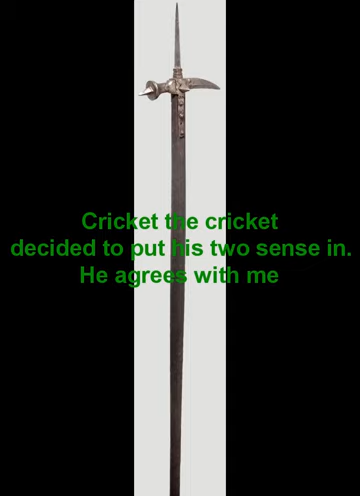 Cricket the cricket
decided to put his two sense in.
He agrees with me